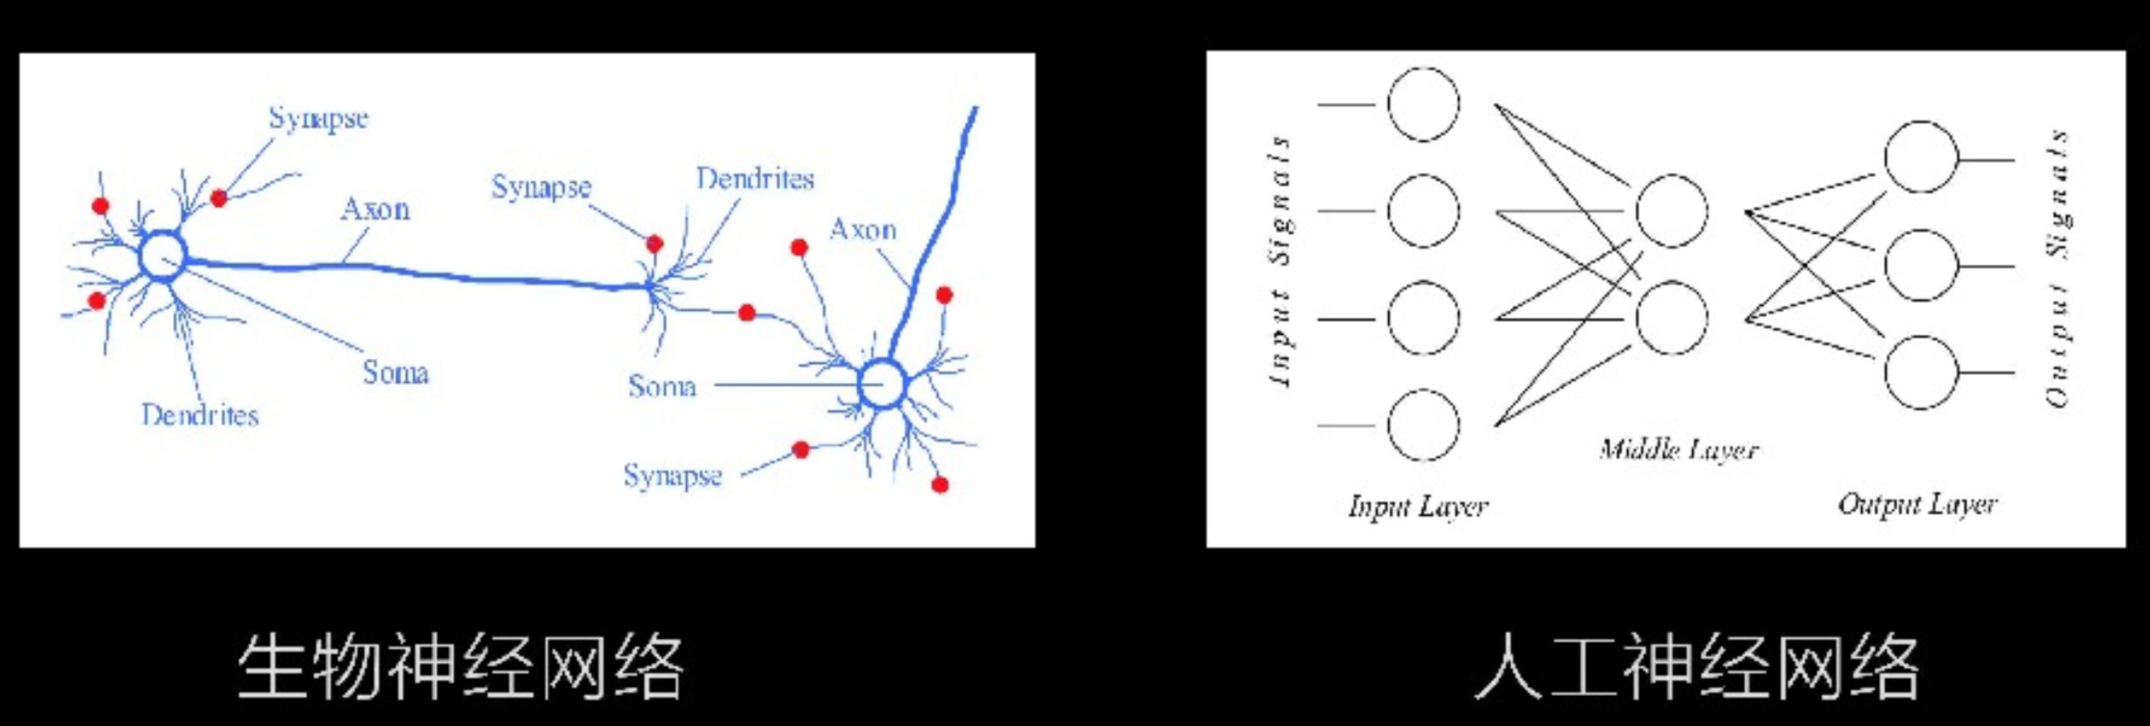 Synapse
Axon
Synapse
Dendrites
Axon
Soma
Dendrites
Soma
Synapse
生物神经网络
Input Signals
Output Signals
Middle Layer
Input Layer
Output Layer
人工神经网络